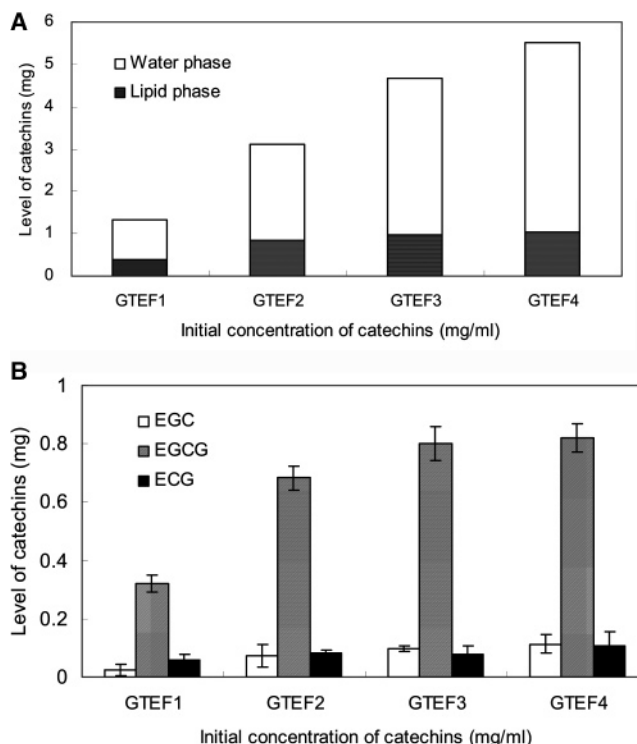 A
Level of catechins (mg)
6
5
4
3
2
1
0
Water phase
Lipid phase
GTEF1 GTEF2 GTEF3 GTEF4
Initial concentration of catechins (mg/ml)
B
Level of catechins (mg)
1
0.8
0.6
0.4
0.2
0
EGC
EGCG
ECG
GTEF1 GTEF2 GTEF3 GTEF4
Initial concentration of catechins (mg/ml)